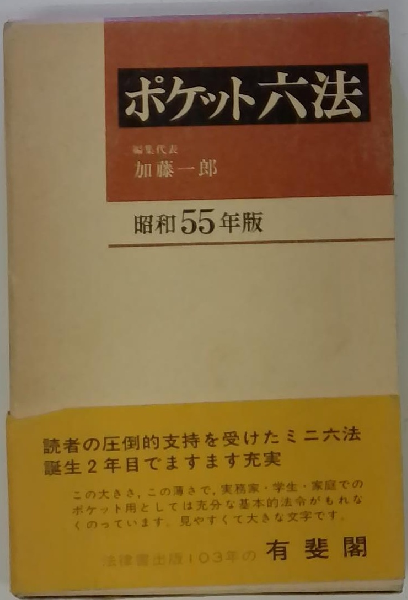 ポケット六法
編集代表
加藤一郎
昭和55年版
読者の圧倒的支持を受けたミニ六法
誕生2年目でますます充実
この大きさ，この薄さで，実務家・学生・家庭での
ポケット用としては充分な基本的法令がもれな
くのっています．見やすくて大きな文字です．
法律書出版103年の 有斐閣